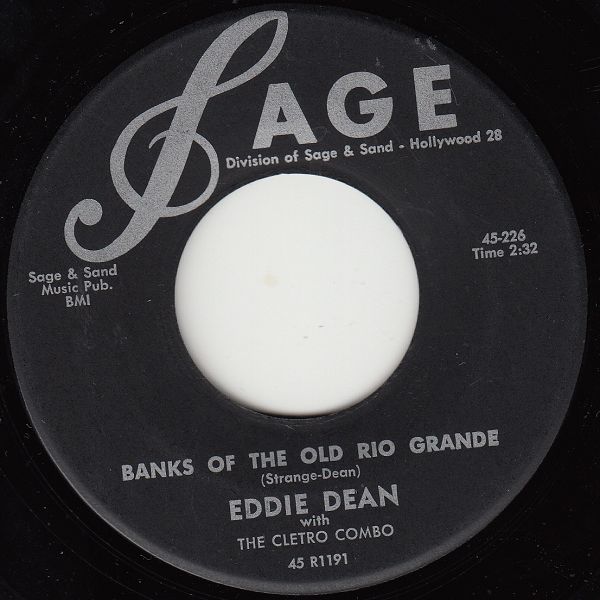 SAGE
Division of Sage & Sand - Hollywood 28
45-226
Time 2:32
Sage & Sand
Music Pub.
BMI
BANKS OF THE OLD RIO GRANDE
(Strange-Dean)
EDDIE DEAN
with
THE CLETRO COMBO
45 R1191